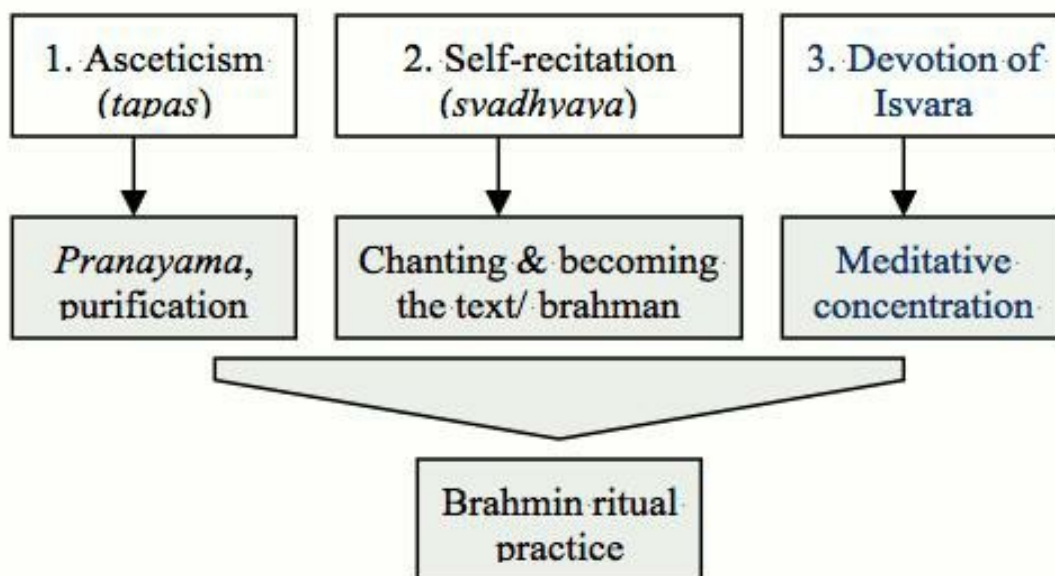 1. Asceticism
(tapas)
2. Self-recitation
(svadhyaya)
3. Devotion of
Isvara
Pranayama,
purification
Chanting & becoming
the text/ brahman
Meditative
concentration
Brahmin ritual
practice